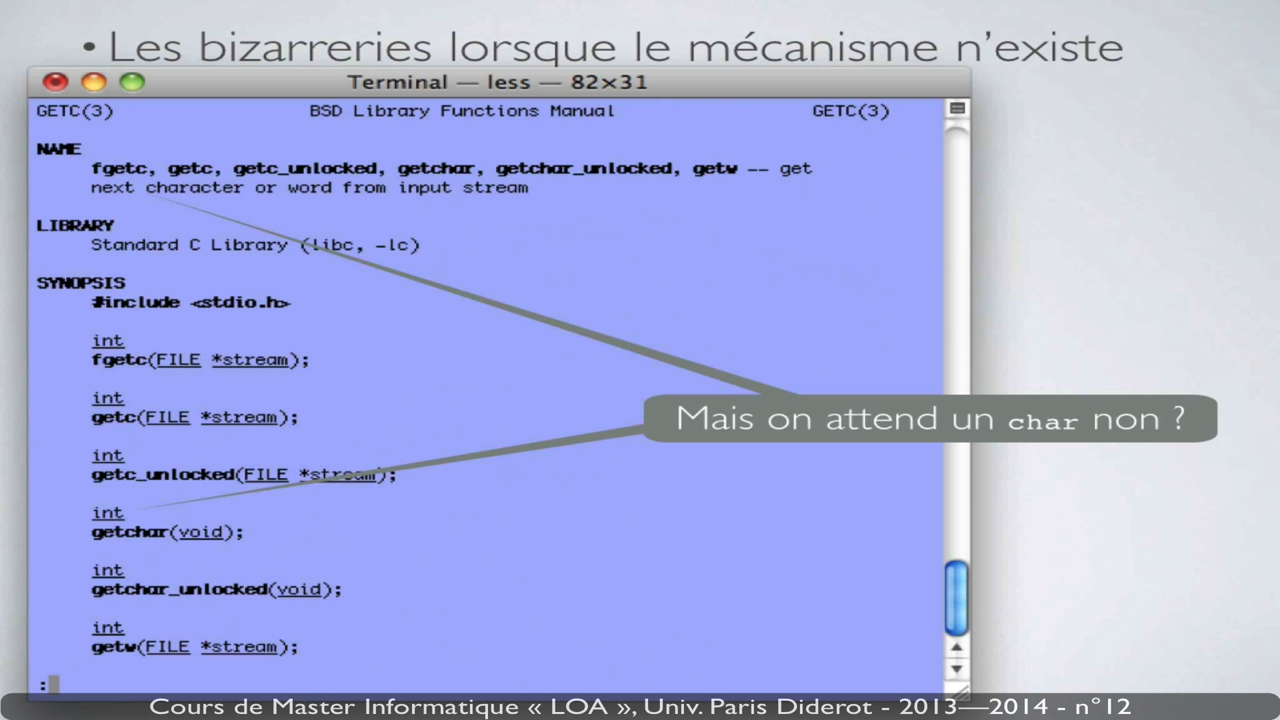 • Les bizarreries lorsque le mécanisme n'existe
Terminal — less — 82×31
GETC(3) BSD Library Functions Manual GETC(3)
NAME
fgetc, getc, getc_unlocked, getchar, getchar_unlocked, getw -- get
next character or word from input stream
LIBRARY
Standard C Library (libc, -lc)
SYNOPSIS
#include <stdio.h>
int
fgetc(FILE *stream);
int
getc(FILE *stream);
Mais on attend un char non ?
int
getc_unlocked(FILE *stream);
int
getchar(void);
int
getchar_unlocked(void);
int
getw(FILE *stream);
:
Cours de Master Informatique « LOA », Univ. Paris Diderot - 2013—2014 - n°12